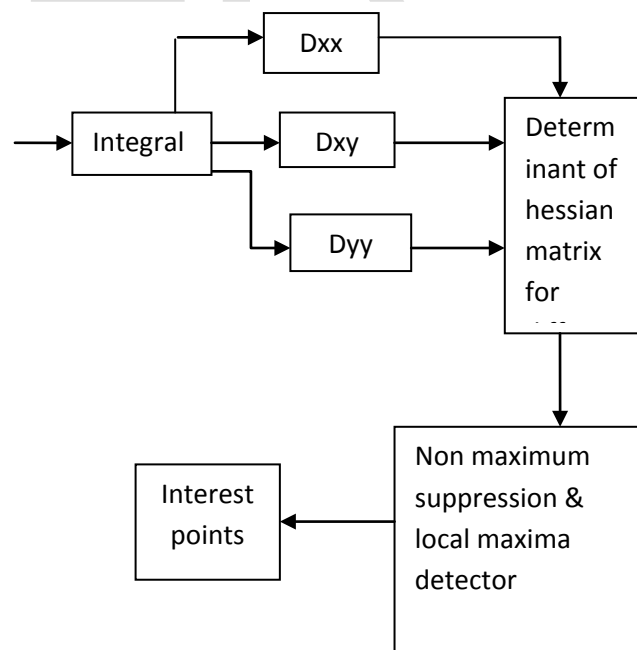 Dxx
Integral
Dxy
Dyy
Determ
inant of
hessian
matrix
for
Non maximum
suppression &
local maxima
detector
Interest
points